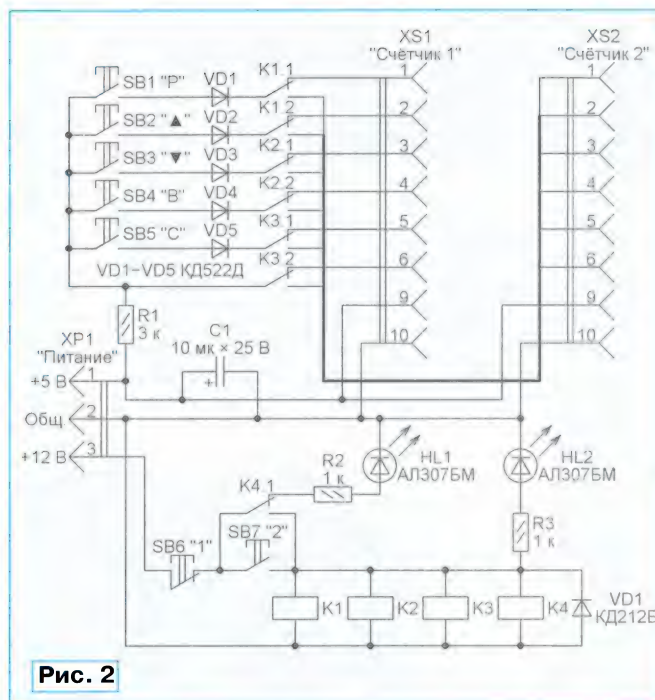 XS1
"Счётчик 1"
XS2
"Счётчик 2"
SB1 "P" VD1 K1.1
SB2 "▲" VD2 K1.2
SB3 "▼" VD3 K2.1
SB4 "B" VD4 K2.2
SB5 "C" VD5 K3.1
K3.2
VD1–VD5 КД522Д
1
2
3
4
5
6
9
10
1
2
3
4
5
6
9
10
R1
3 к
C1
10 мк × 25 В
+
XP1
"Питание"
+5 В 1
Общ. 2
+12 В 3
HL1
АЛ307БМ
HL2
АЛ307БМ
R2
1 к
K4.1
SB6 "1"
SB7 "2"
R3
1 к
K1
K2
K3
K4
VD1
Рис. 2